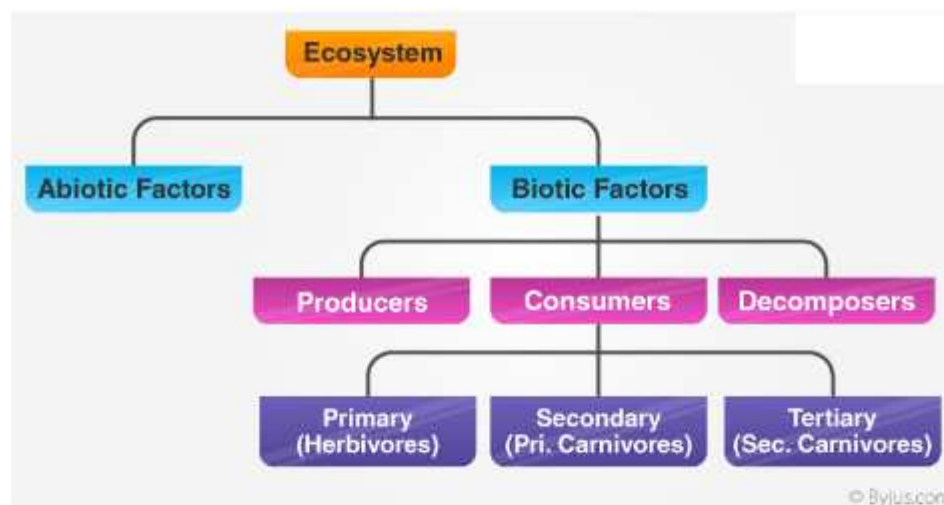 Ecosystem
Abiotic Factors
Biotic Factors
Producers
Consumers
Decomposers
Primary
(Herbivores)
Secondary
(Pri. Carnivores)
Tertiary
(Sec. Carnivores)
© Byjus.com